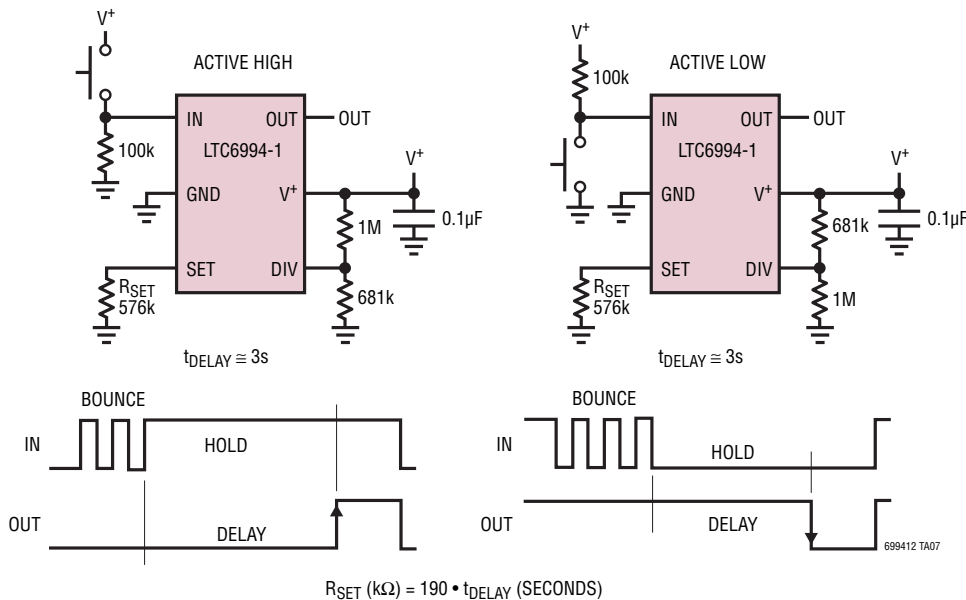 V+
ACTIVE HIGH
IN
OUT
OUT
LTC6994-1
100k
GND
V+
V+
1M
0.1µF
SET
DIV
RSET
576k
681k
tDELAY ≅ 3s
V+
ACTIVE LOW
100k
IN
OUT
OUT
LTC6994-1
GND
V+
V+
681k
0.1µF
SET
DIV
RSET
576k
1M
tDELAY ≅ 3s
BOUNCE
IN
HOLD
OUT
DELAY
BOUNCE
IN
HOLD
OUT
DELAY
699412 TA07
RSET (kΩ) = 190 • tDELAY (SECONDS)